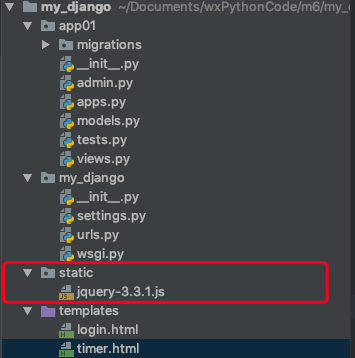 my_django ~/Documents/wxPythonCode/m6/my_
app01
migrations
__init__.py
admin.py
apps.py
models.py
tests.py
views.py
my_django
__init__.py
settings.py
urls.py
wsgi.py
static
jquery-3.3.1.js
templates
login.html
timer.html